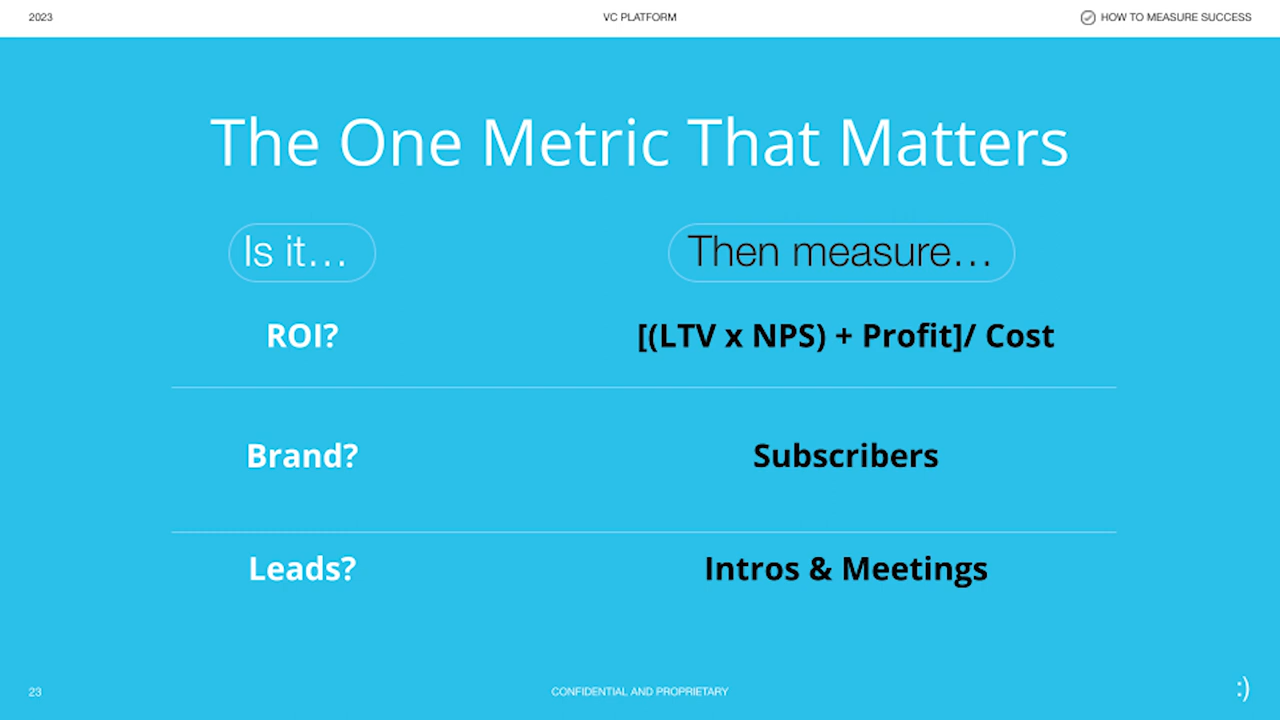 2023
VC PLATFORM
HOW TO MEASURE SUCCESS
The One Metric That Matters
Is it...
Then measure...
ROI?
[(LTV x NPS) + Profit]/ Cost
Brand?
Subscribers
Leads?
Intros & Meetings
23
CONFIDENTIAL AND PROPRIETARY
:)